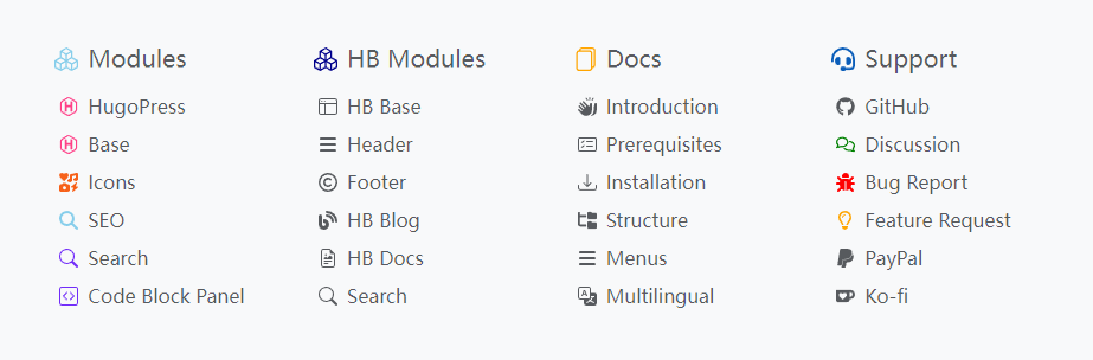 Modules
HugoPress
Base
Icons
SEO
Search
Code Block Panel
HB Modules
HB Base
Header
Footer
HB Blog
HB Docs
Search
Docs
Introduction
Prerequisites
Installation
Structure
Menus
Multilingual
Support
GitHub
Discussion
Bug Report
Feature Request
PayPal
Ko-fi